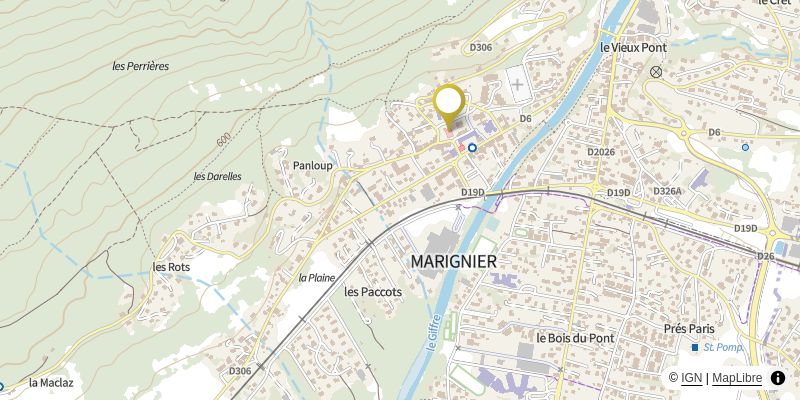 le Crêt
D306
le Vieux Pont
les Perrières
D6
D6
600
D2026
Panloup
les Darelles
D19D
D19D
D326A
D19D
D26
MARIGNIER
les Rots
la Plaine
les Paccots
le Giffre
Prés Paris
le Bois du Pont
St. Pomp.
D306
la Maclaz
© IGN | MapLibre